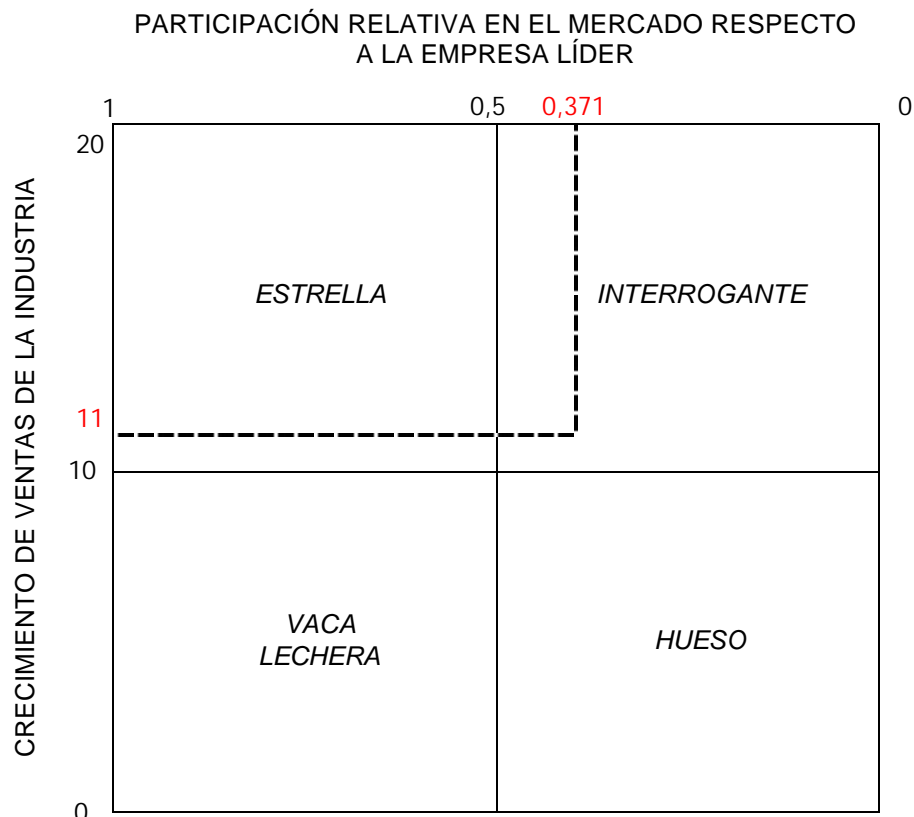 PARTICIPACIÓN RELATIVA EN EL MERCADO RESPECTO
A LA EMPRESA LÍDER
1 0,5 0,371 0
20
CRECIMIENTO DE VENTAS DE LA INDUSTRIA
ESTRELLA INTERROGANTE
11
10
VACA
LECHERA
HUESO
0